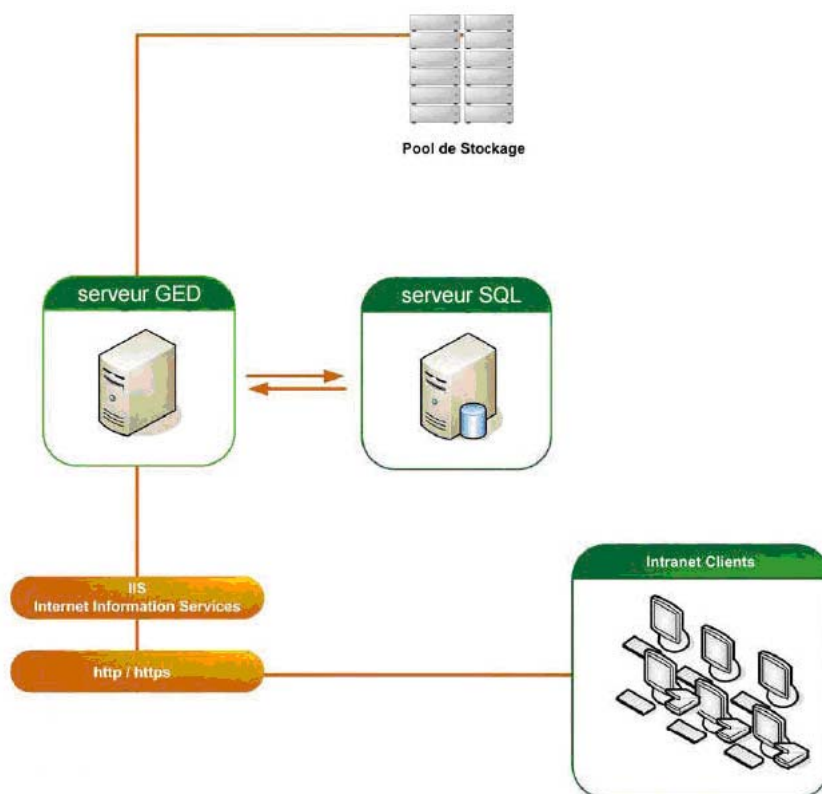 Pool de Stockage
serveur GED
serveur SQL
IIS
Internet Information Services
http / https
Intranet Clients